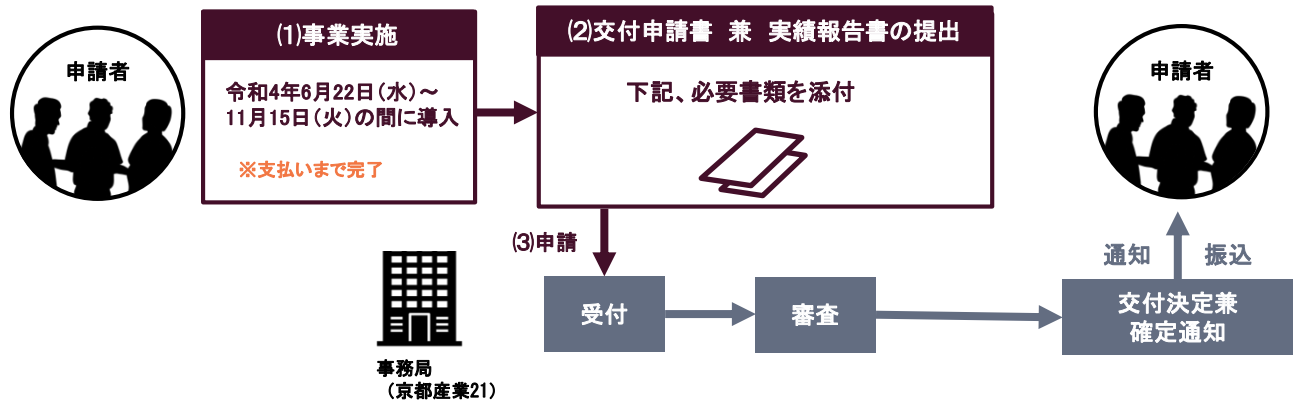 申請者
(1)事業実施
令和4年6月22日(水)～
11月15日(火)の間に導入
※支払いまで完了
(2)交付申請書 兼 実績報告書の提出
下記、必要書類を添付
(3)申請
事務局
(京都産業21)
受付
審査
交付決定兼
確定通知
通知 振込
申請者